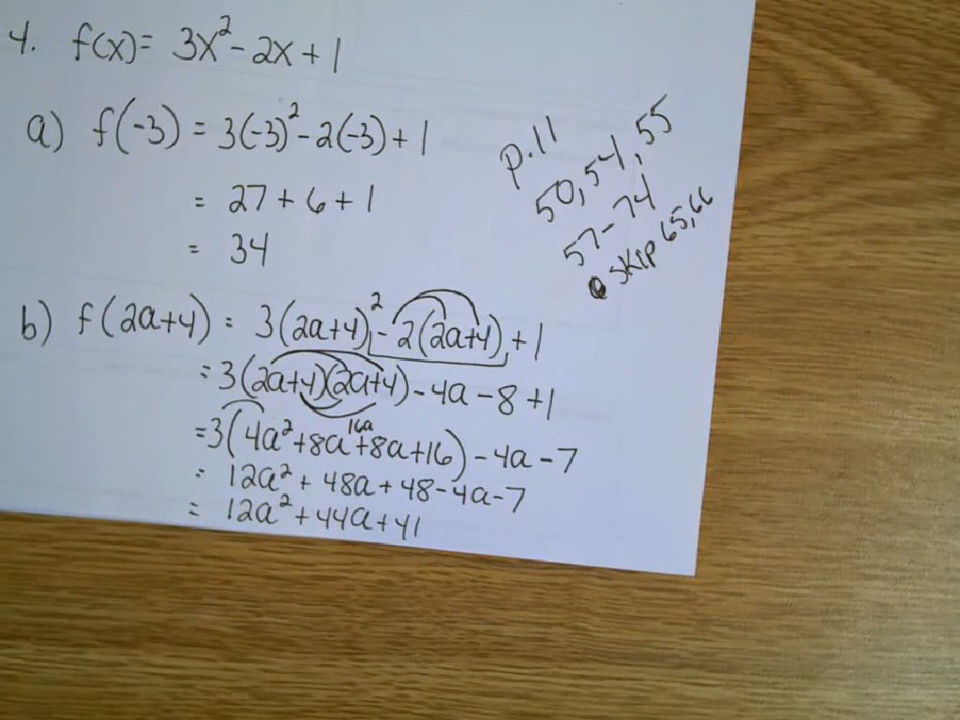 4. f(x) = 3x² - 2x + 1
a) f(-3) = 3(-3)² - 2(-3) + 1
= 27 + 6 + 1
= 34
p.11
50, 54, 55
57 - 74
SKIP 65, 66
b) f(2a+4) = 3(2a+4)² - 2(2a+4) + 1
= 3(2a+4)(2a+4) - 4a - 8 + 1
16a
= 3(4a² + 8a + 8a + 16) - 4a - 7
= 12a² + 48a + 48 - 4a - 7
= 12a² + 44a + 41